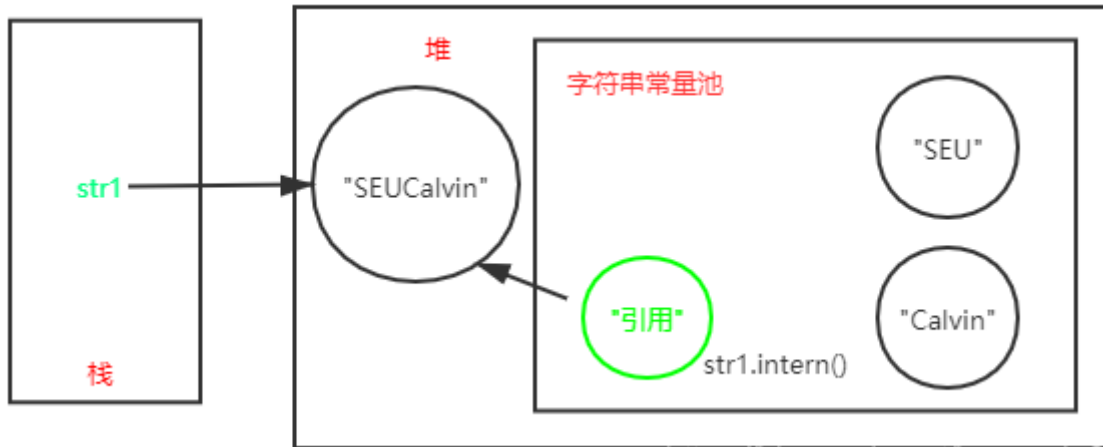 堆
字符串常量池
"SEU"
str1
"SEUCalvin"
"引用"
"Calvin"
str1.intern()
栈